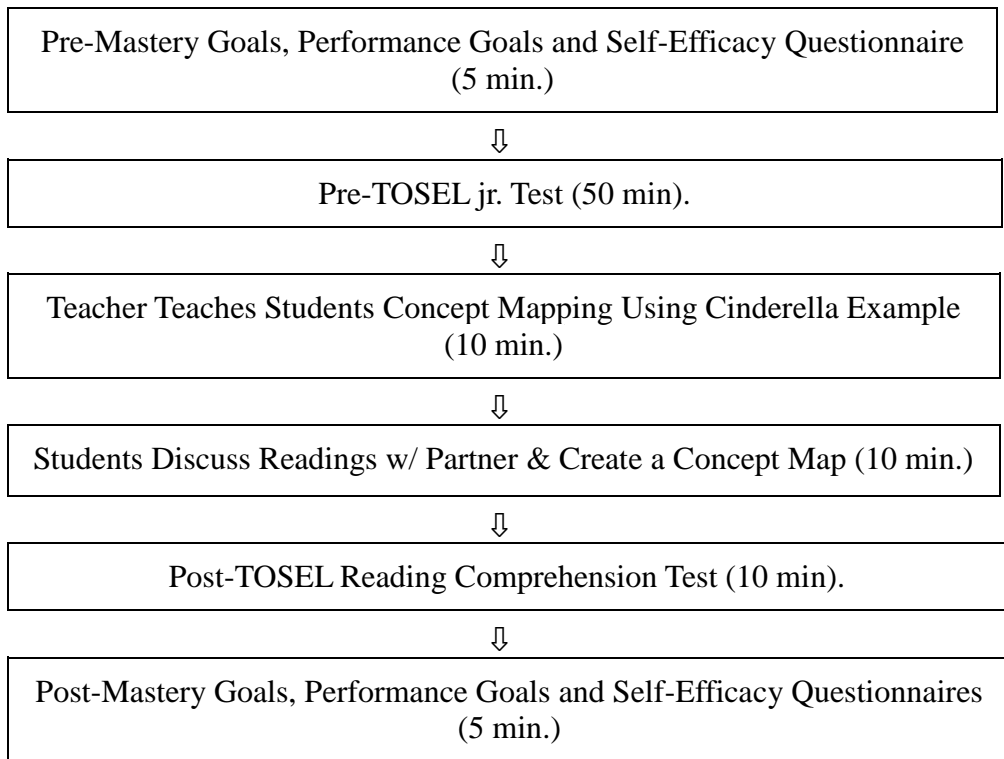 Pre-Mastery Goals, Performance Goals and Self-Efficacy Questionnaire
(5 min.)
⇩
Pre-TOSEL jr. Test (50 min).
⇩
Teacher Teaches Students Concept Mapping Using Cinderella Example
(10 min.)
⇩
Students Discuss Readings w/ Partner & Create a Concept Map (10 min.)
⇩
Post-TOSEL Reading Comprehension Test (10 min).
⇩
Post-Mastery Goals, Performance Goals and Self-Efficacy Questionnaires
(5 min.)